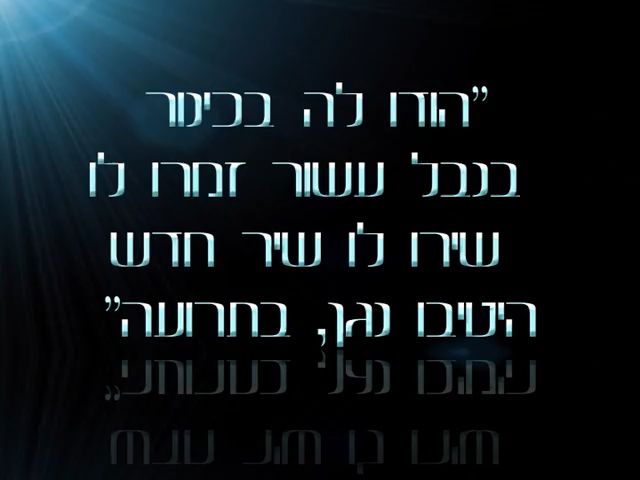 "הודו לה בכינור
בנבל עשור זמרו לו
שירו לו שיר חדש
היטיבו נגן, בתרועה"